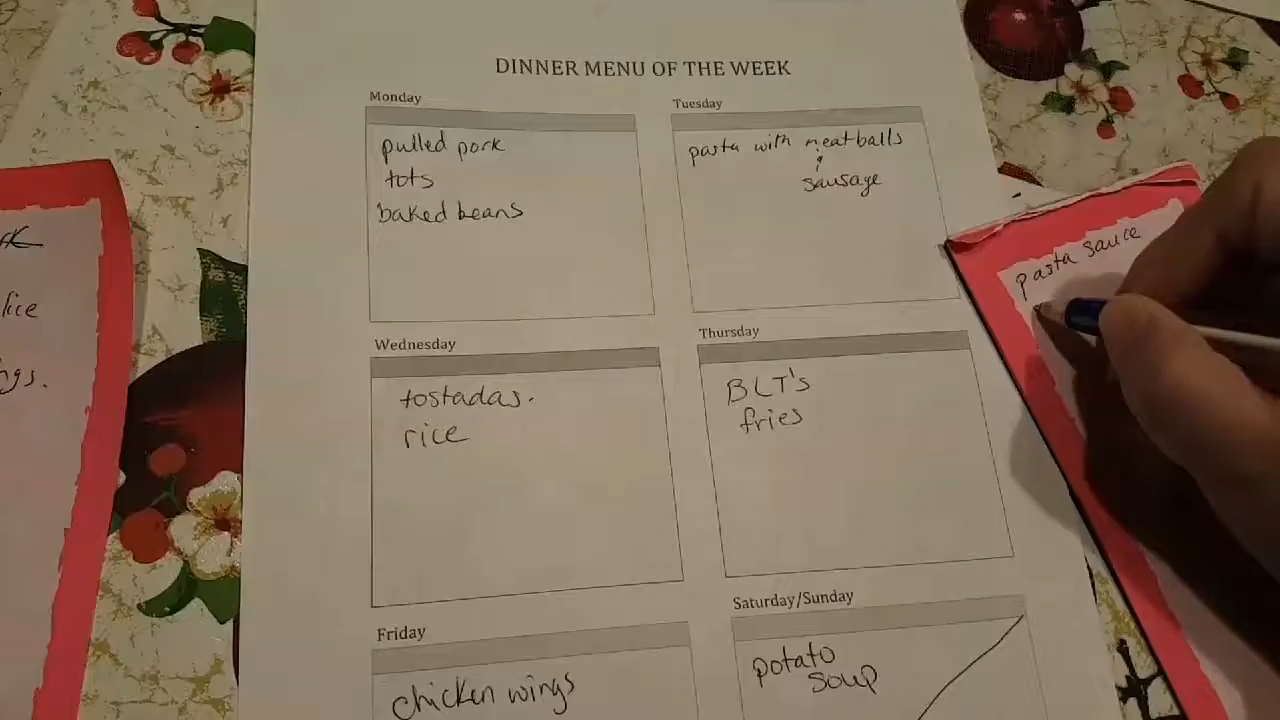 DINNER MENU OF THE WEEK
Monday
pulled pork
tots
baked beans
Tuesday
pasta with meatballs
&
sausage
Wednesday
tostadas.
rice
Thursday
BLT's
fries
Friday
chicken wings
Saturday/Sunday
potato
soup
pasta sauce